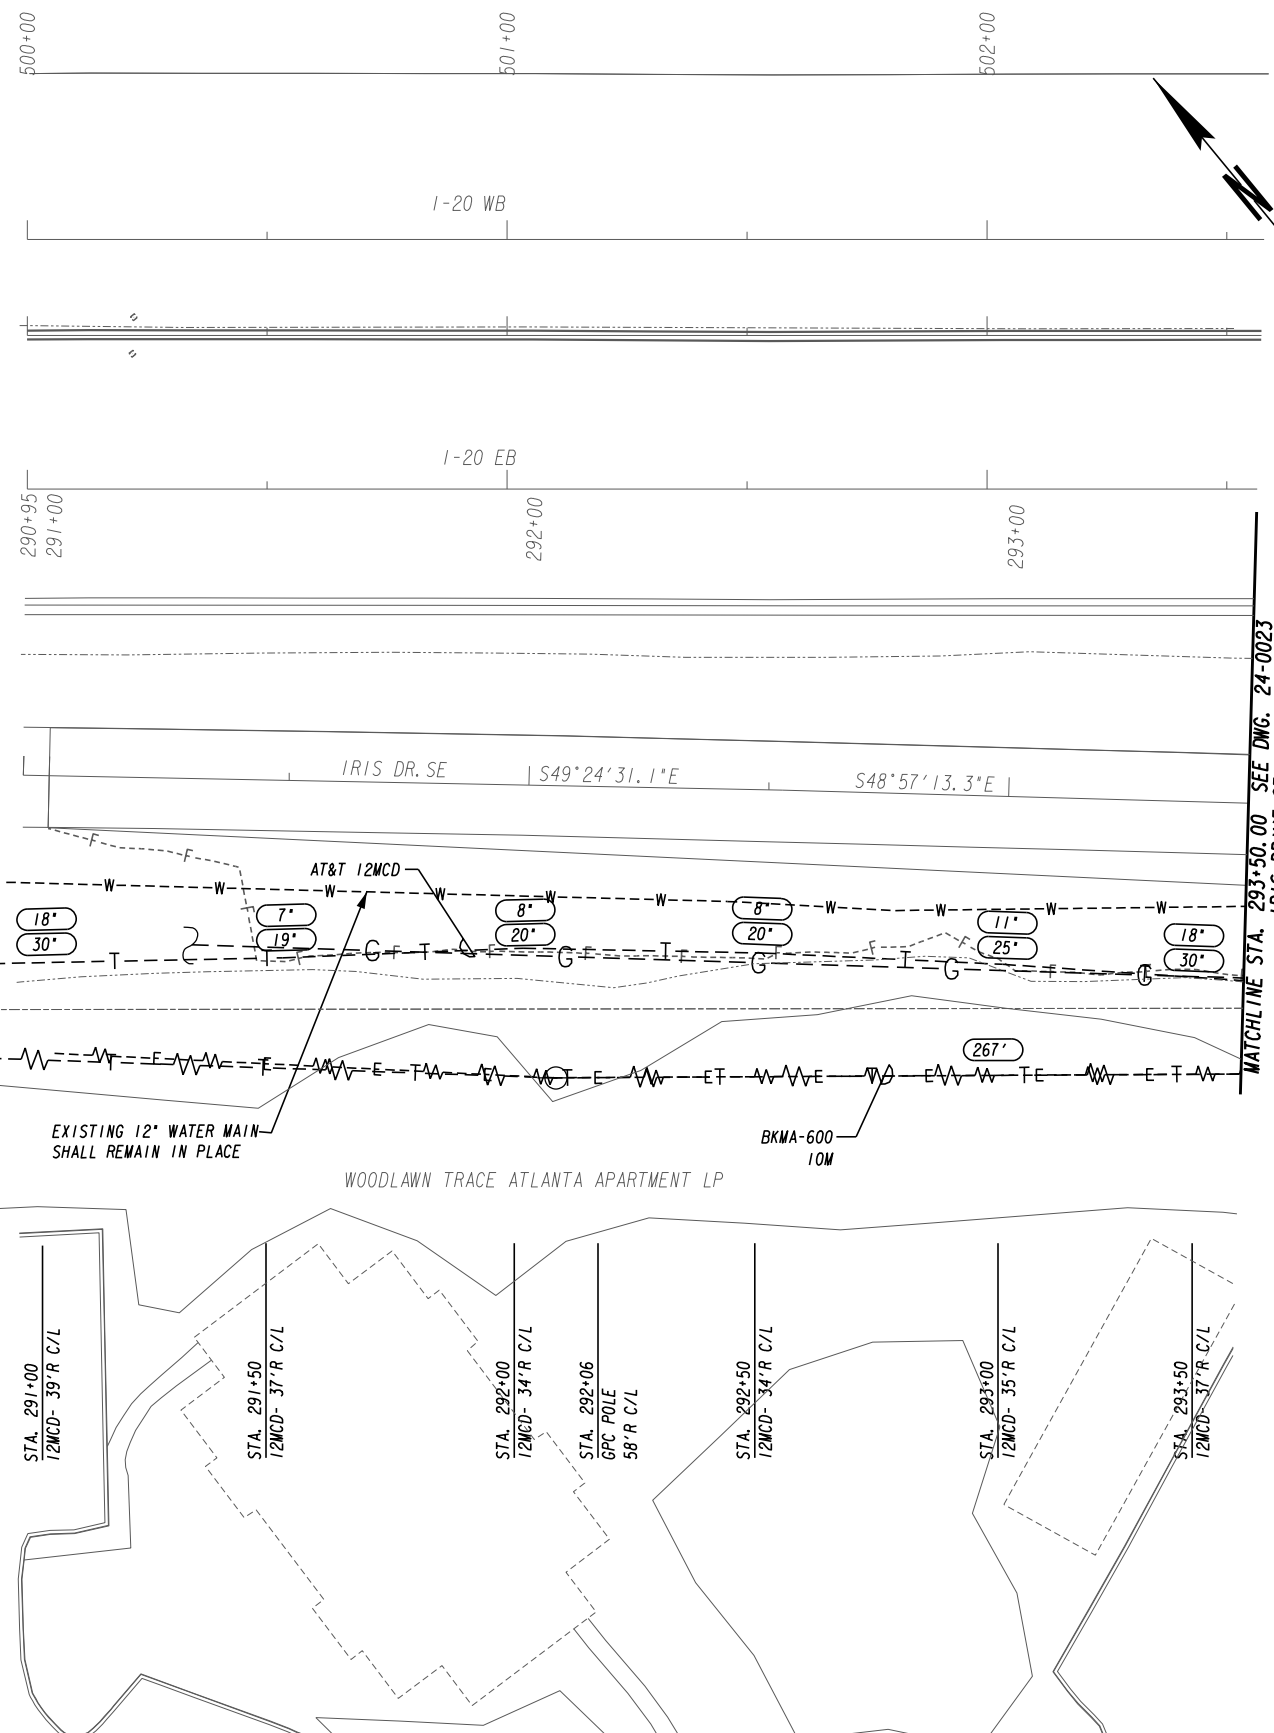 500+00
501+00
502+00
N
I-20 WB
I-20 EB
290+95
291+00
292+00
293+00
IRIS DR. SE
S49°24'31.1"E
S48°57'13.3"E
AT&T 12MCD
W W W W W W W W W W
18"
30"
7"
19"
8"
20"
8"
20"
11"
25"
18"
30"
267'
EXISTING 12" WATER MAIN
SHALL REMAIN IN PLACE
BKMA-600
10M
WOODLAWN TRACE ATLANTA APARTMENT LP
MATCHLINE STA. 293+50.00 SEE DWG. 24-0023
STA. 291+00
12MCD- 39'R C/L
STA. 291+50
12MCD- 37'R C/L
STA. 292+00
12MCD- 34'R C/L
STA. 292+06
GPC POLE
58'R C/L
STA. 292+50
12MCD- 34'R C/L
STA. 293+00
12MCD- 35'R C/L
STA. 293+50
12MCD- 37'R C/L